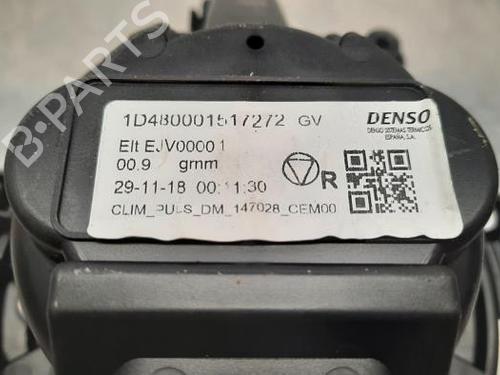 B-PARTS
1D480001517272 GV
DENSO
DENSO SISTEMAS TERMICOS
ESPAÑA, S.A.
Elt EJV0000 1
00.9 gmm
29-11-18 00:11:30
R
CLIM_PULS_DM_147028_CEM00